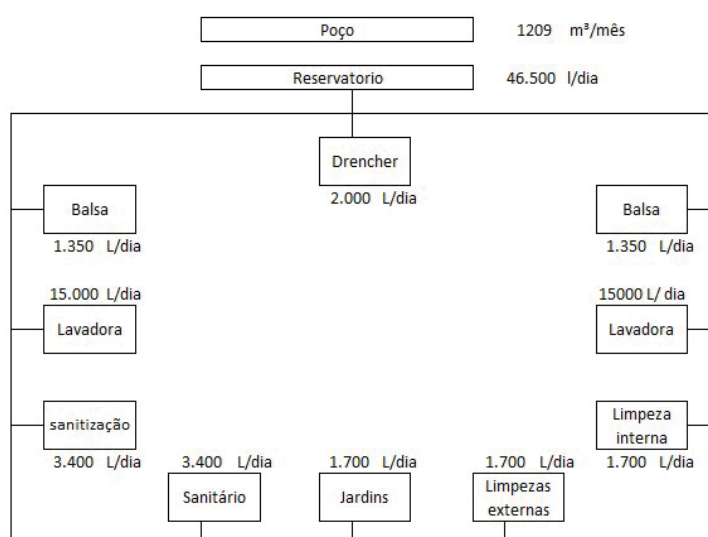 Poço 1209 m³/mês
Reservatorio 46.500 l/dia
Drencher
2.000 L/dia
Balsa
1.350 L/dia
Balsa
1.350 L/dia
15.000 L/dia
Lavadora
15000 L/ dia
Lavadora
sanitização
3.400 L/dia
Limpeza
interna
1.700 L/dia
3.400 L/dia
Sanitário
1.700 L/dia
Jardins
1.700 L/dia
Limpezas
externas